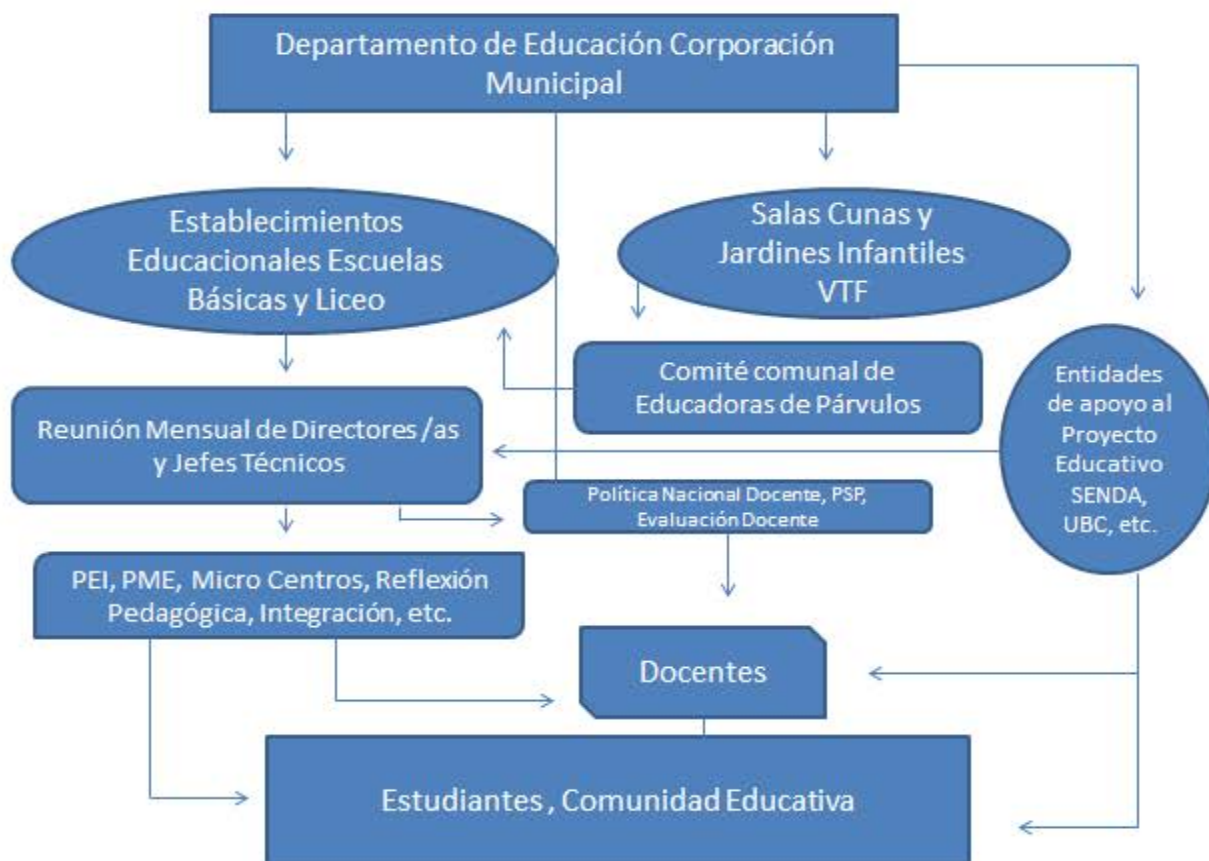 Departamento de Educación Corporación
Municipal
Establecimientos
Educacionales Escuelas
Básicas y Liceo
Salas Cunas y
Jardines Infantiles
VTF
Comité comunal de
Educadoras de Párvulos
Entidades
de apoyo al
Proyecto
Educativo
SENDA,
UBC, etc.
Reunión Mensual de Directores /as
y Jefes Técnicos
Política Nacional Docente, PSP,
Evaluación Docente
PEI, PME, Micro Centros, Reflexión
Pedagógica, Integración, etc.
Docentes
Estudiantes , Comunidad Educativa